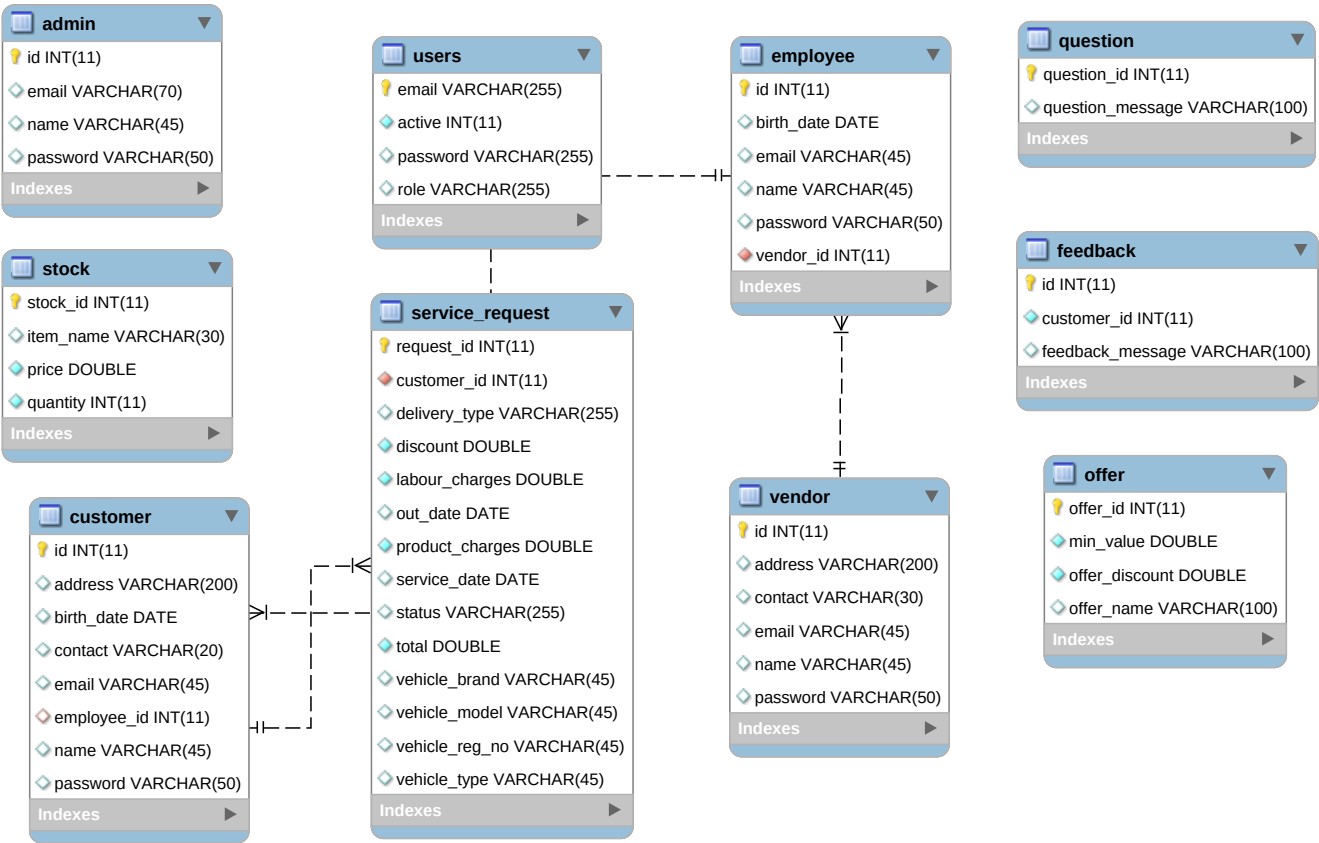 admin
id INT(11)
email VARCHAR(70)
name VARCHAR(45)
password VARCHAR(50)
Indexes
stock
stock_id INT(11)
item_name VARCHAR(30)
price DOUBLE
quantity INT(11)
Indexes
customer
id INT(11)
address VARCHAR(200)
birth_date DATE
contact VARCHAR(20)
email VARCHAR(45)
employee_id INT(11)
name VARCHAR(45)
password VARCHAR(50)
Indexes
users
email VARCHAR(255)
active INT(11)
password VARCHAR(255)
role VARCHAR(255)
Indexes
service_request
request_id INT(11)
customer_id INT(11)
delivery_type VARCHAR(255)
discount DOUBLE
labour_charges DOUBLE
out_date DATE
product_charges DOUBLE
service_date DATE
status VARCHAR(255)
total DOUBLE
vehicle_brand VARCHAR(45)
vehicle_model VARCHAR(45)
vehicle_reg_no VARCHAR(45)
vehicle_type VARCHAR(45)
Indexes
employee
id INT(11)
birth_date DATE
email VARCHAR(45)
name VARCHAR(45)
password VARCHAR(50)
vendor_id INT(11)
Indexes
vendor
id INT(11)
address VARCHAR(200)
contact VARCHAR(30)
email VARCHAR(45)
name VARCHAR(45)
password VARCHAR(50)
Indexes
question
question_id INT(11)
question_message VARCHAR(100)
Indexes
feedback
id INT(11)
customer_id INT(11)
feedback_message VARCHAR(100)
Indexes
offer
offer_id INT(11)
min_value DOUBLE
offer_discount DOUBLE
offer_name VARCHAR(100)
Indexes